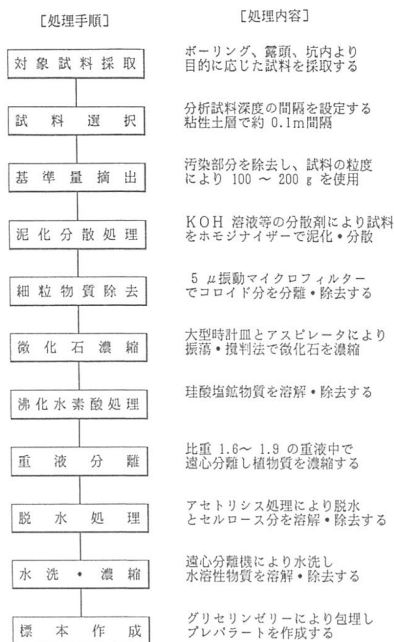 [処理手順]
[処理内容]
対象試料採取
ボーリング、露頭、坑内より
目的に応じた試料を採取する
試料選択
分析試料深度の間隔を設定する
粘性土層で約 0.1m間隔
基準量摘出
汚染部分を除去し、試料の粒度
により 100 ~ 200 g を使用
泥化分散処理
KOH 溶液等の分散剤により試料
をホモジナイザーで泥化・分散
細粒物質除去
5 μ振動マイクロフィルター
でコロイド分を分離・除去する
微化石濃縮
大型時計皿とアスピレータにより
振蕩・撹判法で微化石を濃縮
沸化水素酸処理
珪酸塩鉱物質を溶解・除去する
重液分離
比重 1.6~ 1.9 の重液中で
遠心分離し植物質を濃縮する
脱水処理
アセトリシス処理により脱水
とセルロース分を溶解・除去する
水洗・濃縮
遠心分離機により水洗し
水溶性物質を溶解・除去する
標本作成
グリセリンゼリーにより包埋し
プレパラートを作成する